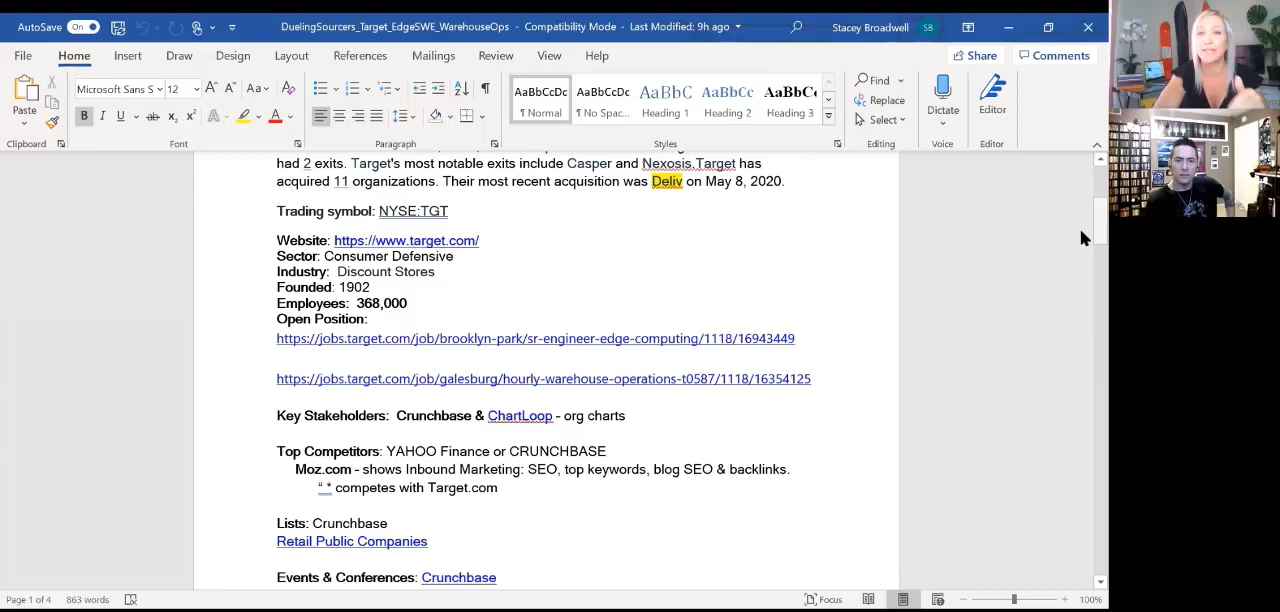 AutoSave On
DuelingSourcers_Target_EdgeSWE_WarehouseOps - Compatibility Mode - Last Modified: 9h ago
Stacey Broadwell SB
File Home Insert Draw Design Layout References Mailings Review View Help
Share Comments
Paste
Microsoft Sans S 12
Clipboard
Font
Paragraph
AaBbCcDc AaBbCcDc AaBbC AaBbCc AaBbC
¶ Normal ¶ No Spac... Heading 1 Heading 2 Heading 3
Styles
Find
Replace
Select
Editing
Dictate
Voice
Editor
Editor
had 2 exits. Target's most notable exits include Casper and Nexosis.Target has
acquired 11 organizations. Their most recent acquisition was Deliv on May 8, 2020.
Trading symbol: NYSE:TGT
Website: https://www.target.com/
Sector: Consumer Defensive
Industry: Discount Stores
Founded: 1902
Employees: 368,000
Open Position:
https://jobs.target.com/job/brooklyn-park/sr-engineer-edge-computing/1118/16943449
https://jobs.target.com/job/galesburg/hourly-warehouse-operations-t0587/1118/16354125
Key Stakeholders: Crunchbase & ChartLoop - org charts
Top Competitors: YAHOO Finance or CRUNCHBASE
Moz.com - shows Inbound Marketing: SEO, top keywords, blog SEO & backlinks.
“ * competes with Target.com
Lists: Crunchbase
Retail Public Companies
Events & Conferences: Crunchbase
Page 1 of 4 863 words
Focus
100%